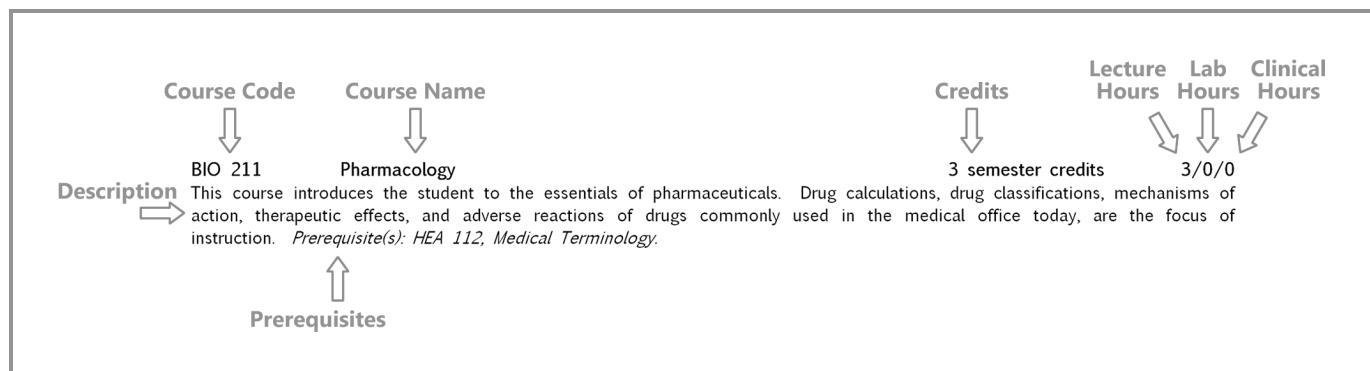 Lecture Hours Lab Hours Clinical Hours
Course Code Course Name Credits
BIO 211 Pharmacology 3 semester credits 3/0/0
Description
This course introduces the student to the essentials of pharmaceuticals. Drug calculations, drug classifications, mechanisms of
action, therapeutic effects, and adverse reactions of drugs commonly used in the medical office today, are the focus of
instruction. Prerequisite(s): HEA 112, Medical Terminology.
Prerequisites